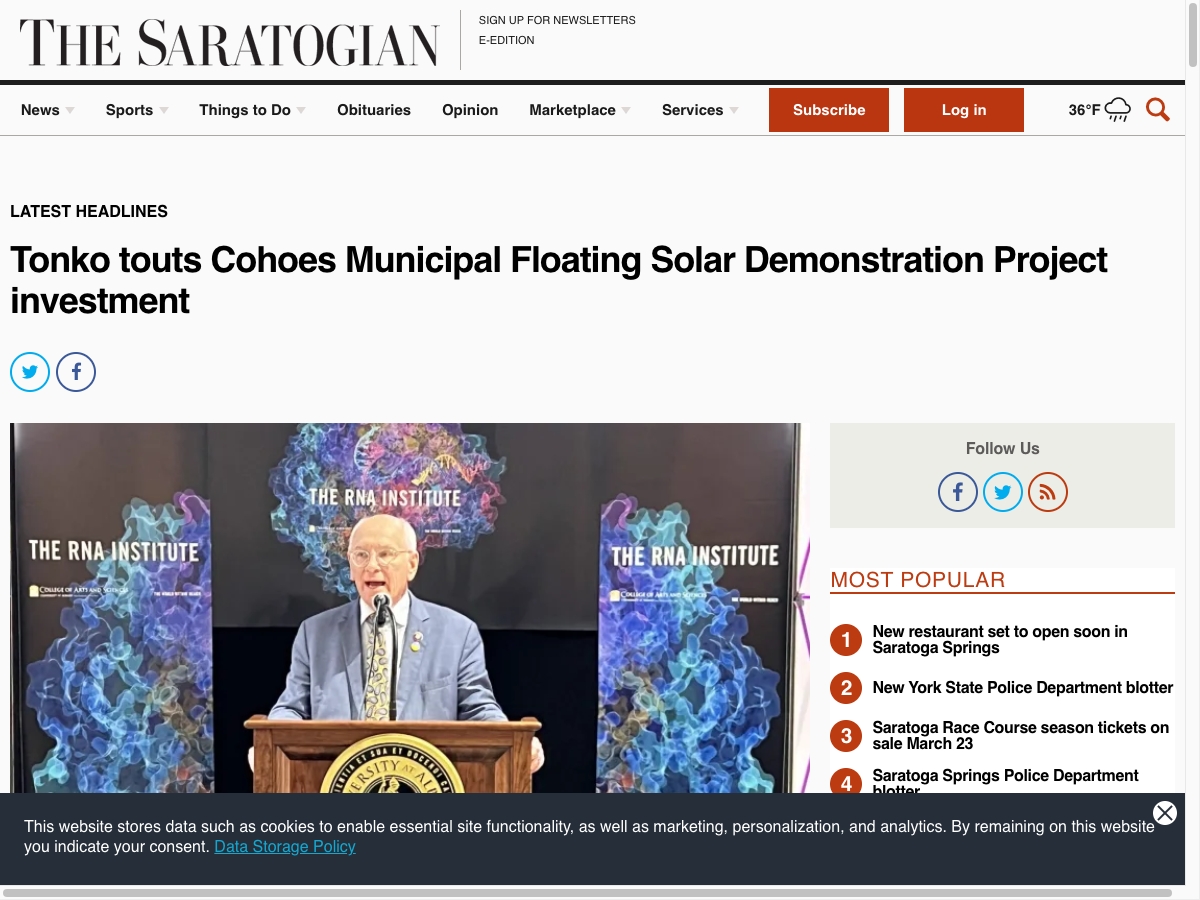 THE SARATOGIAN
SIGN UP FOR NEWSLETTERS
E-EDITION
News
Sports
Things to Do
Obituaries
Opinion
Marketplace
Services
Subscribe
Log in
36°F
LATEST HEADLINES
Tonko touts Cohoes Municipal Floating Solar Demonstration Project
investment
THE RNA INSTITUTE
THE RNA INSTITUTE
COLLEGE OF ARTS AND SCIENCES
THE RNA INSTITUTE
COLLEGE OF ARTS AND SCIENCES
Follow Us
MOST POPULAR
1 New restaurant set to open soon in
Saratoga Springs
2 New York State Police Department blotter
3 Saratoga Race Course season tickets on
sale March 23
4 Saratoga Springs Police Department
blotter
This website stores data such as cookies to enable essential site functionality, as well as marketing, personalization, and analytics. By remaining on this website
you indicate your consent. Data Storage Policy